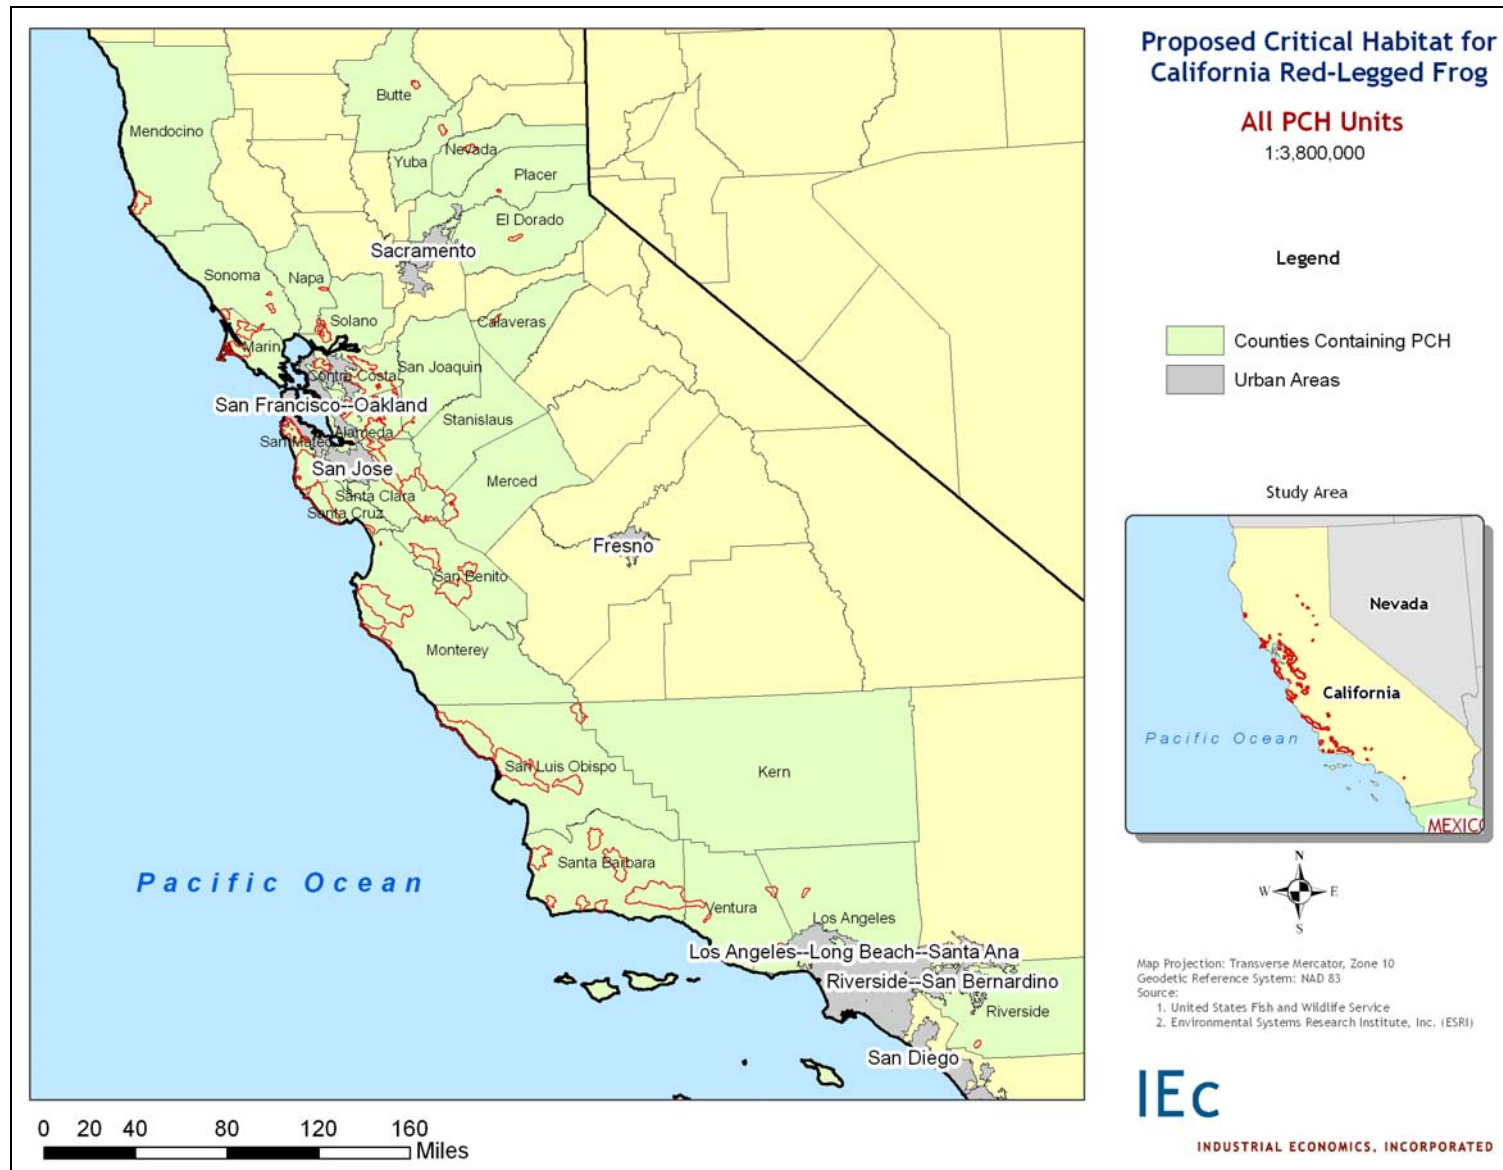 Proposed Critical Habitat for
California Red-Legged Frog
All PCH Units
1:3,800,000
Legend
Counties Containing PCH
Urban Areas
Study Area
Nevada
California
Pacific Ocean
MEXICO
N
W
E
S
Map Projection: Transverse Mercator, Zone 10
Geodetic Reference System: NAD 83
Source:
1. United States Fish and Wildlife Service
2. Environmental Systems Research Institute, Inc. (ESRI)
IEc
INDUSTRIAL ECONOMICS, INCORPORATED
Butte
Mendocino
Yuba
Nevada
Placer
El Dorado
Sacramento
Sonoma
Napa
Solano
Calaveras
Marin
San Joaquin
Contra Costa
San Francisco--Oakland
Stanislaus
Alameda
San Mateo
San Jose
Merced
Santa Clara
Santa Cruz
Fresno
San Benito
Monterey
San Luis Obispo
Kern
Santa Barbara
Pacific Ocean
Ventura
Los Angeles
Los Angeles--Long Beach--Santa Ana
Riverside--San Bernardino
Riverside
San Diego
0 20 40 80 120 160
Miles